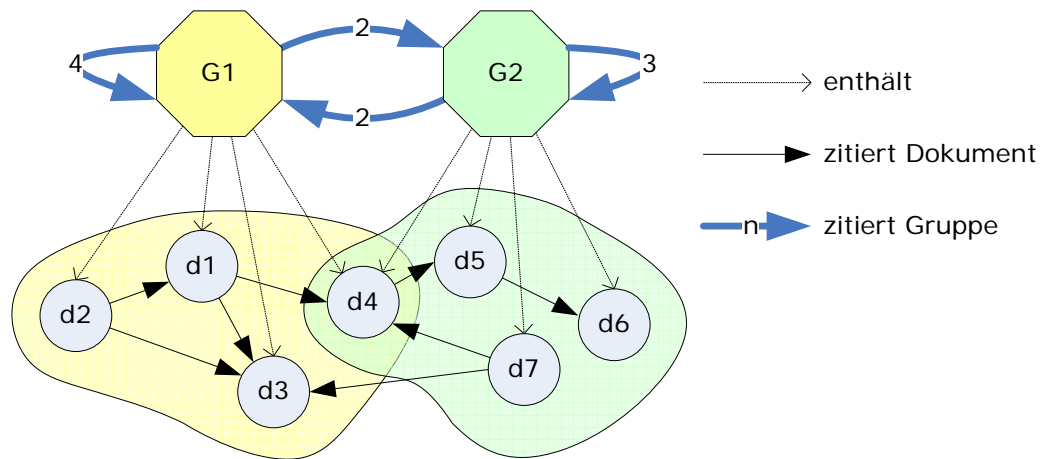 2
4
G1
G2
3
2
enthält
zitiert Dokument
n
zitiert Gruppe
d1
d5
d2
d4
d6
d3
d7